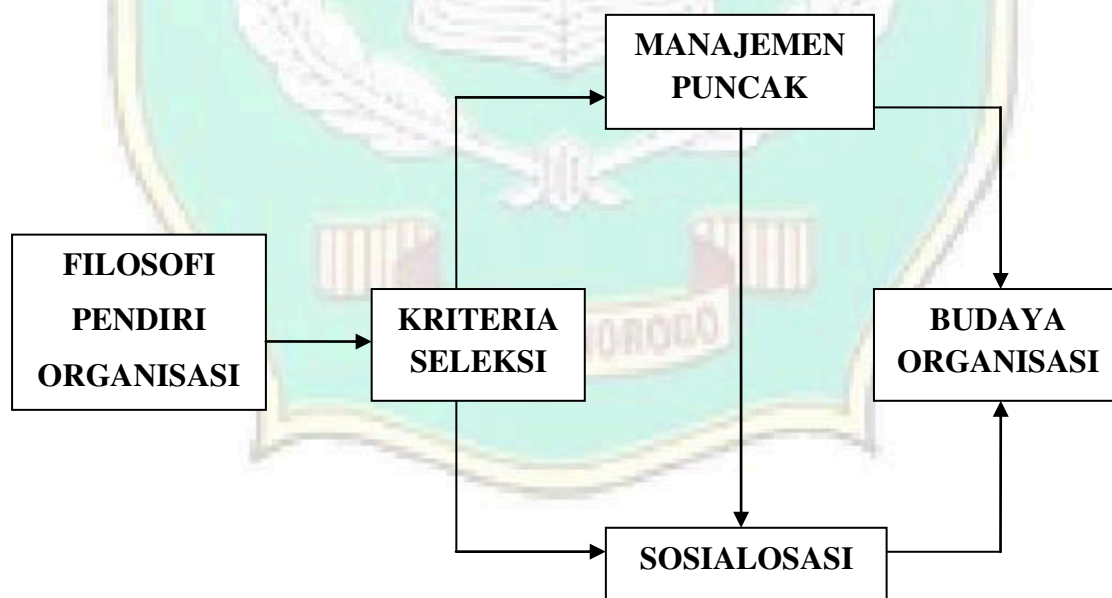 MANAJEMEN
PUNCAK
FILOSOFI
PENDIRI
ORGANISASI
KRITERIA
SELEKSI
BUDAYA
ORGANISASI
SOSIALOSASI